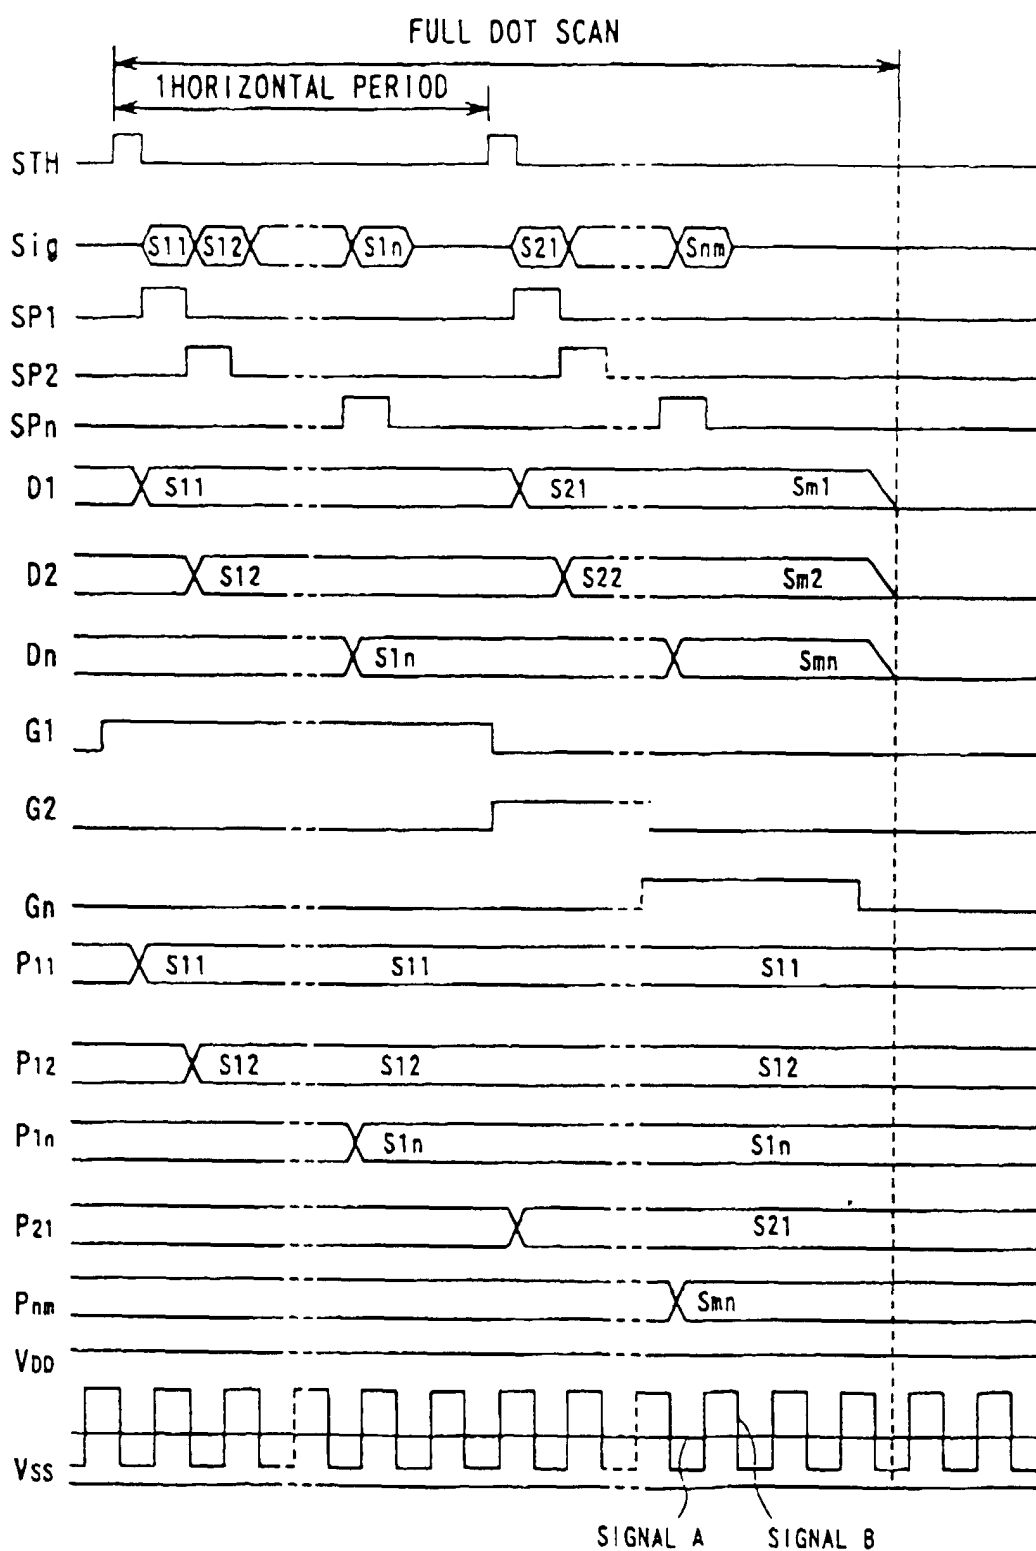 FULL DOT SCAN
1HORIZONTAL PERIOD
STH
Sig S11 S12 S1n S21 Snm
SP1
SP2
SPn
D1 S11 S21 Sm1
D2 S12 S22 Sm2
Dn S1n Smn
G1
G2
Gn
P11 S11 S11 S11
P12 S12 S12 S12
P1n S1n S1n
P21 S21
Pnm Smn
VDD
VSS
SIGNAL A SIGNAL B